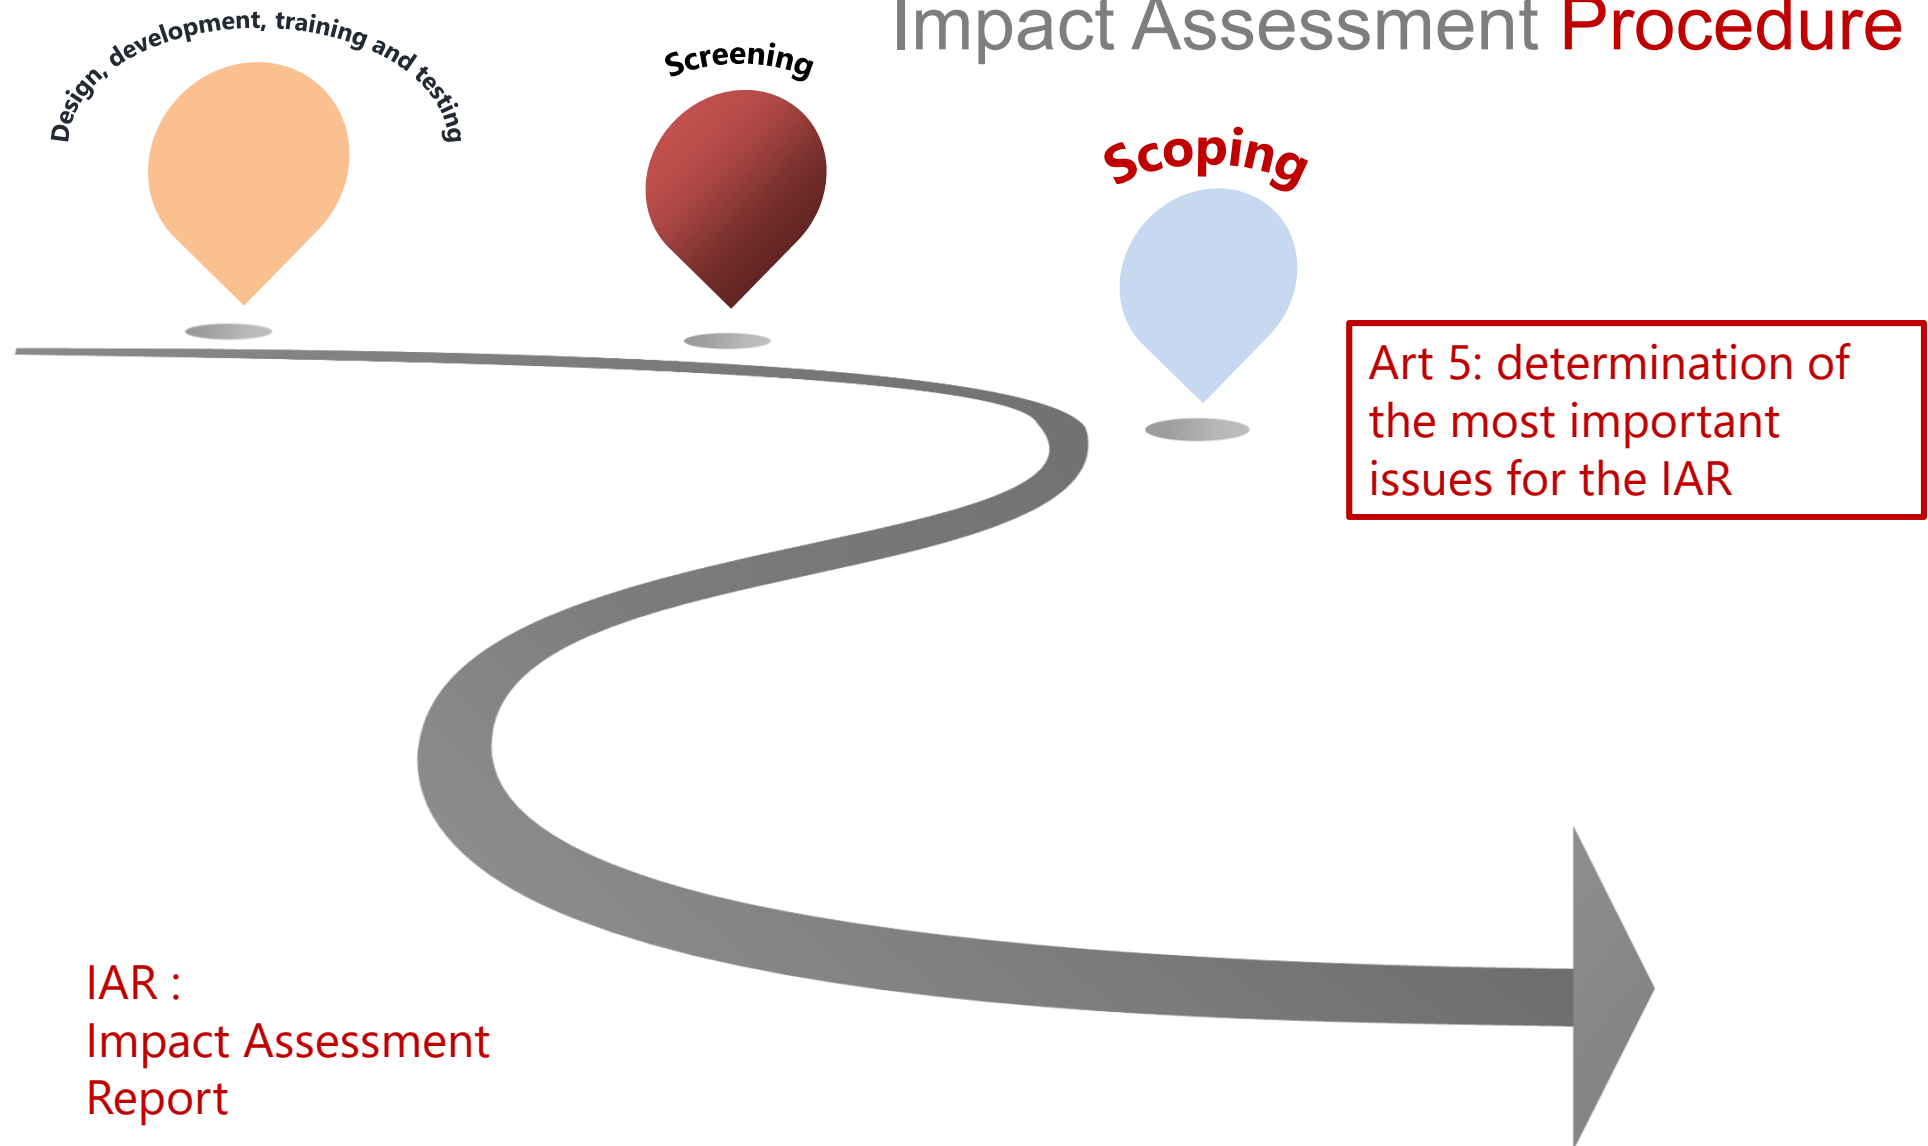 Impact Assessment Procedure
Design, development, training and testing
Screening
Scoping
Art 5: determination of
the most important
issues for the IAR
IAR :
Impact Assessment
Report